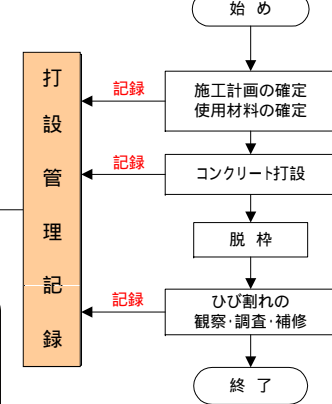 始 め
打設管理記録
記録
施工計画の確定
使用材料の確定
記録
コンクリート打設
脱 枠
記録
ひび割れの
観察･調査･補修
終 了